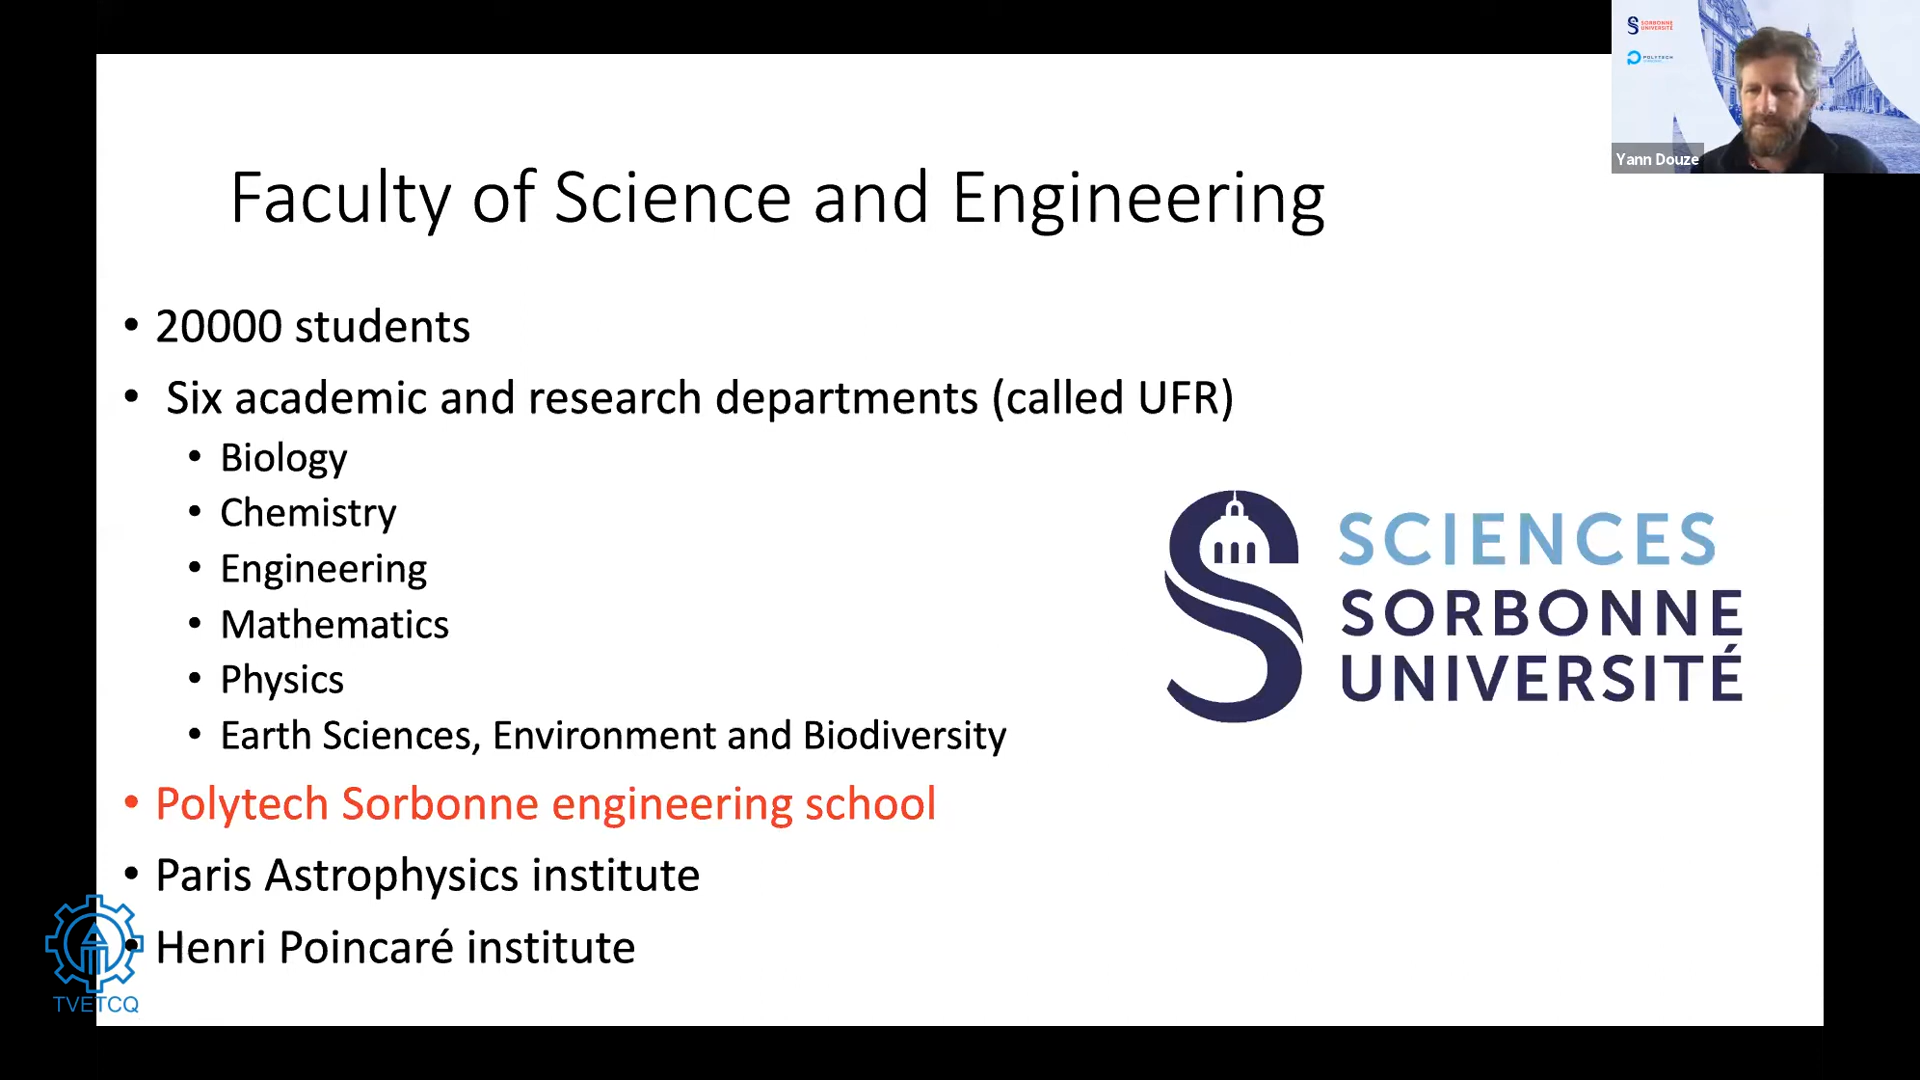 SORBONNE
UNIVERSITÉ
POLYTECH
Yann Douze
Faculty of Science and Engineering
• 20000 students
• Six academic and research departments (called UFR)
• Biology
• Chemistry
• Engineering
• Mathematics
• Physics
• Earth Sciences, Environment and Biodiversity
SCIENCES
SORBONNE
UNIVERSITÉ
• Polytech Sorbonne engineering school
• Paris Astrophysics institute
• Henri Poincaré institute
TVETCQ